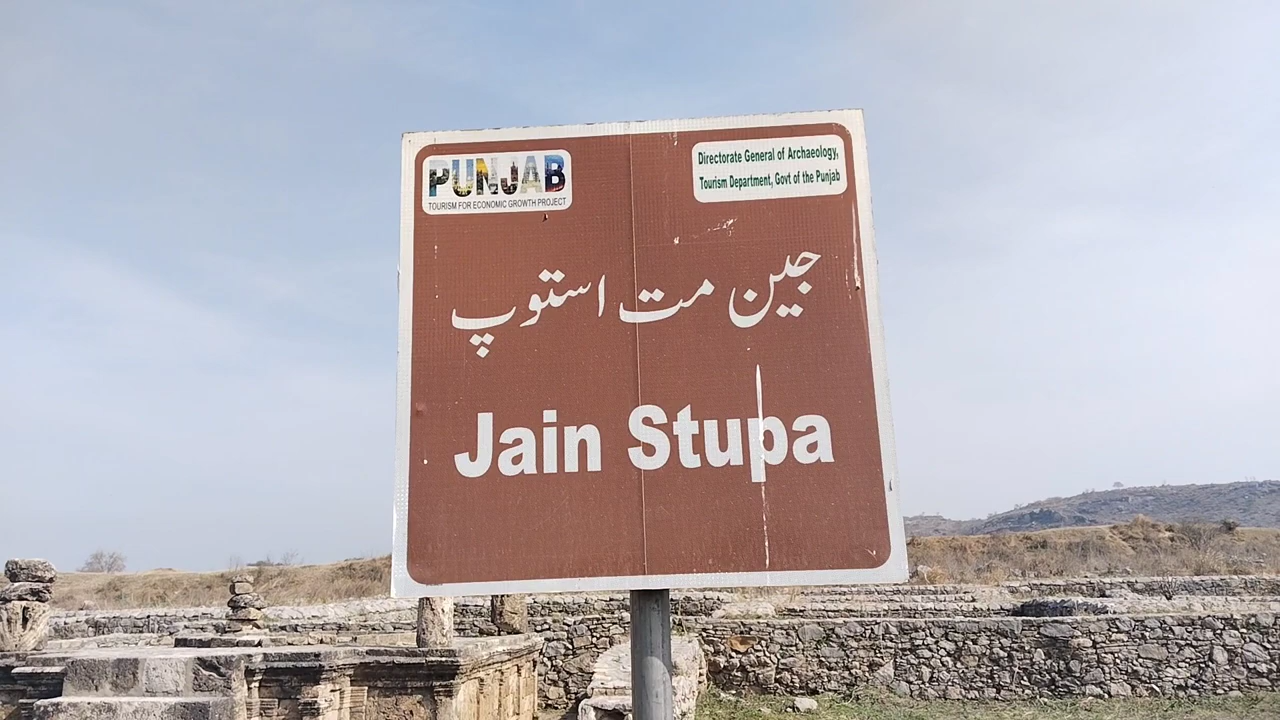 PUNJAB
TOURISM FOR ECONOMIC GROWTH PROJECT
Directorate General of Archaeology,
Tourism Department, Govt of the Punjab
جین مت استوپ
Jain Stupa